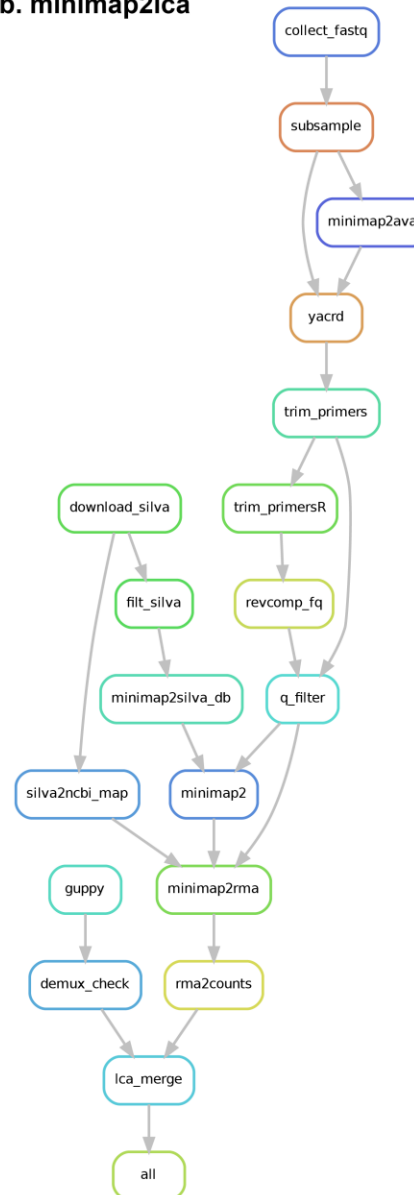 b. minimap2lca
collect_fastq
subsample
minimap2ava
yacrd
trim_primers
download_silva
trim_primersR
filt_silva
revcomp_fq
minimap2silva_db
q_filter
silva2ncbi_map
minimap2
guppy
minimap2rma
demux_check
rma2counts
lca_merge
all